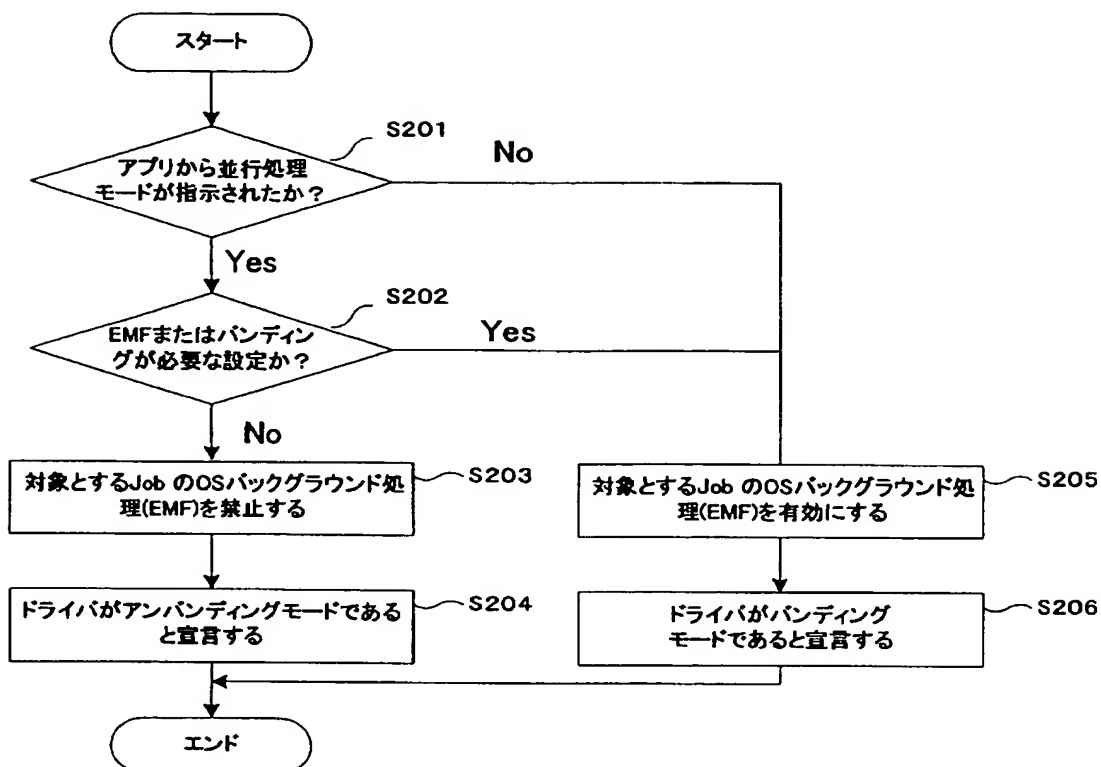 スタート
S201
アプリから並行処理
モードが指示されたか？
No
Yes
S202
EMFまたはバンディン
グが必要な設定か？
Yes
No
対象とするJob のOSバックグラウンド処
理(EMF)を禁止する
S203
対象とするJob のOSバックグラウンド処
理(EMF)を有効にする
S205
ドライバがアンバンディングモードである
と宣言する
S204
ドライバがバンディング
モードであると宣言する
S206
エンド